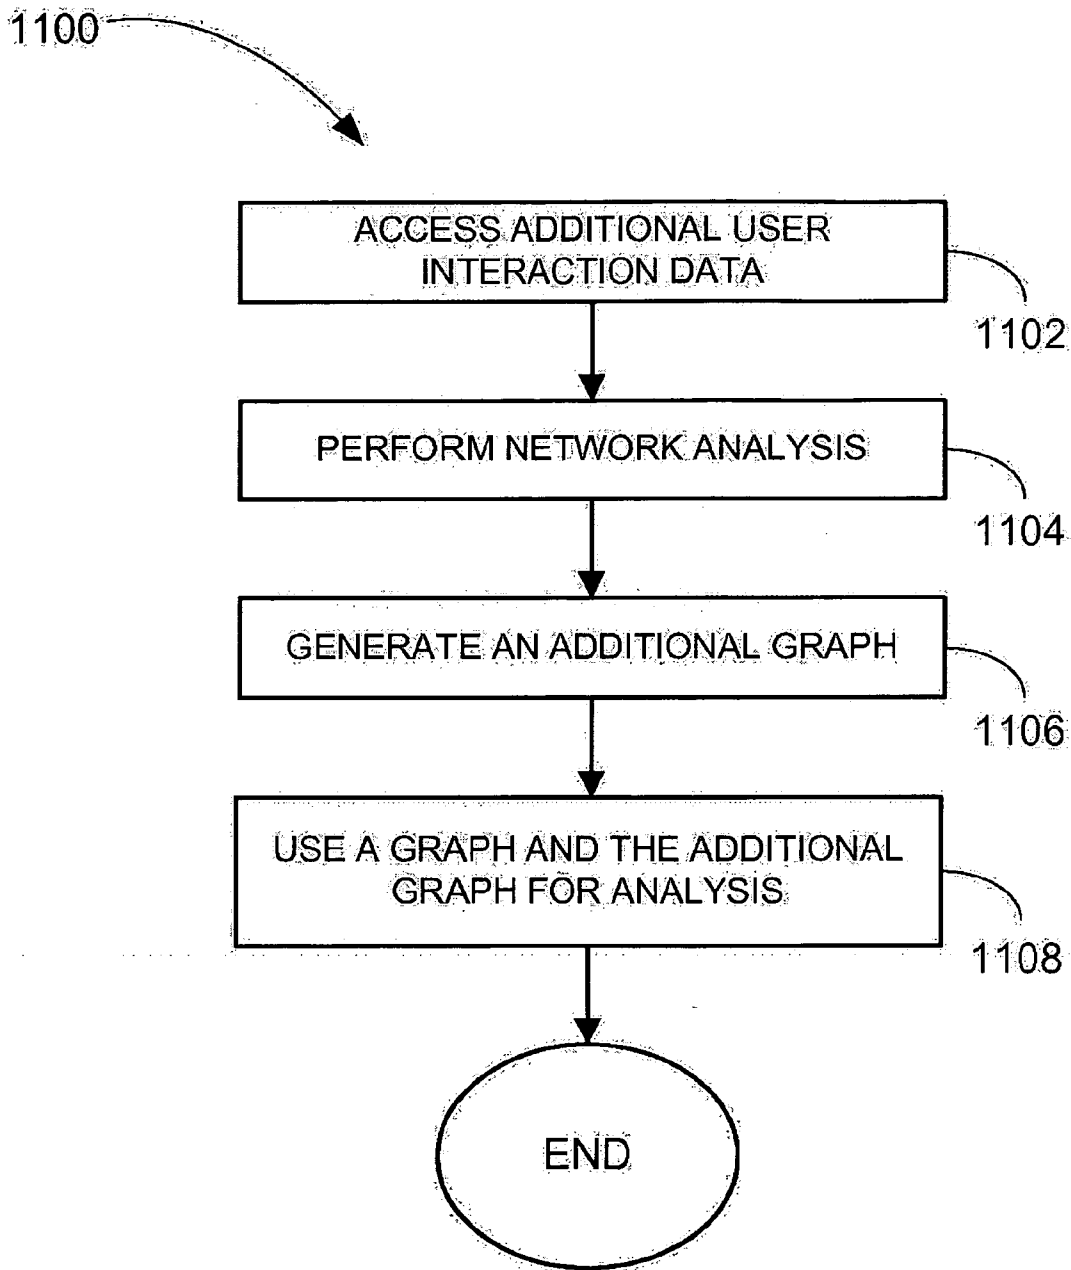 1100
ACCESS ADDITIONAL USER
INTERACTION DATA
1102
PERFORM NETWORK ANALYSIS
1104
GENERATE AN ADDITIONAL GRAPH
1106
USE A GRAPH AND THE ADDITIONAL
GRAPH FOR ANALYSIS
1108
END